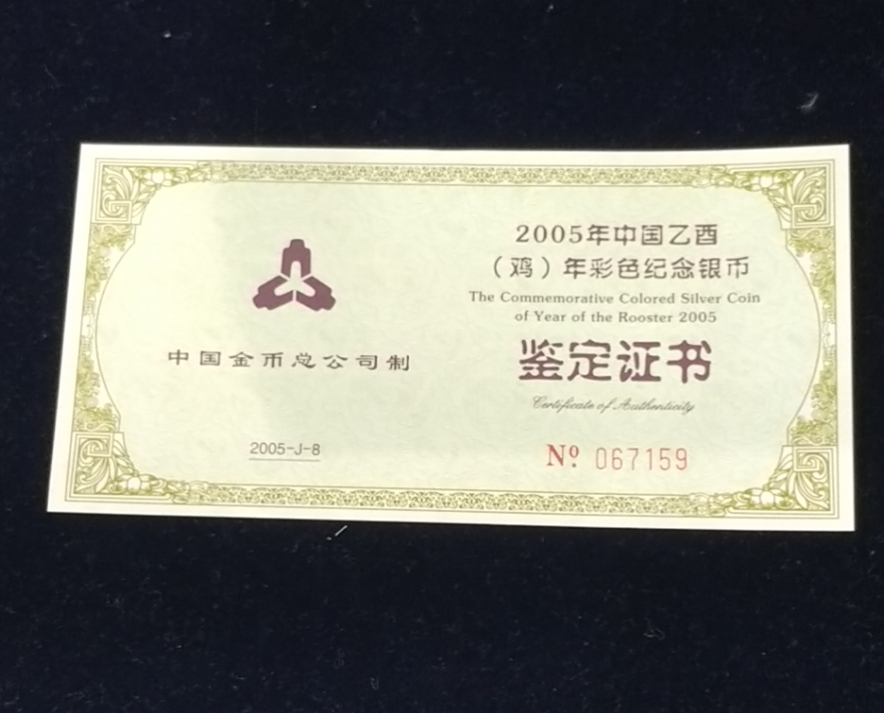 中国金币总公司制
2005-J-8
2005年中国乙酉
（鸡）年彩色纪念银币
The Commemorative Colored Silver Coin
of Year of the Rooster 2005
鉴定证书
Certificate of Authenticity
Nº. 067159